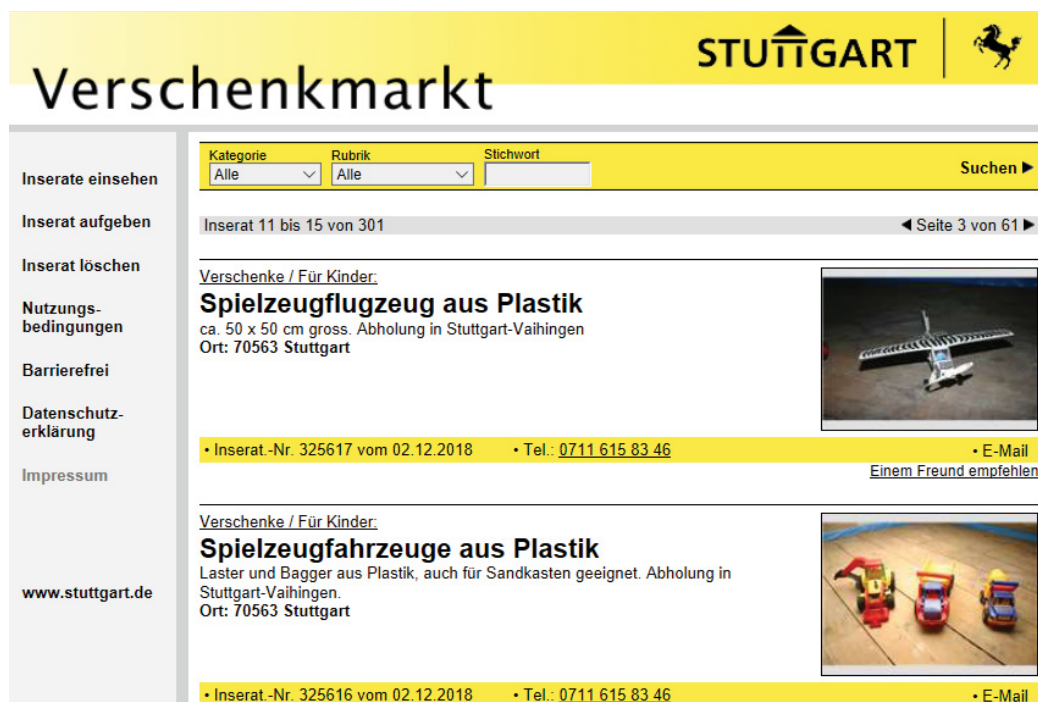 STUTTGART
Verschenkmarkt
Inserate einsehen
Inserat aufgeben
Inserat löschen
Nutzungs-
bedingungen
Barrierefrei
Datenschutz-
erklärung
Impressum
www.stuttgart.de
Kategorie Rubrik Stichwort
Alle Alle Suchen ►
Inserat 11 bis 15 von 301 ◄ Seite 3 von 61 ►
Verschenke / Für Kinder:
Spielzeugflugzeug aus Plastik
ca. 50 x 50 cm gross. Abholung in Stuttgart-Vaihingen
Ort: 70563 Stuttgart
• Inserat.-Nr. 325617 vom 02.12.2018 • Tel.: 0711 615 83 46 • E-Mail
Einem Freund empfehlen
Verschenke / Für Kinder:
Spielzeugfahrzeuge aus Plastik
Laster und Bagger aus Plastik, auch für Sandkasten geeignet. Abholung in
Stuttgart-Vaihingen.
Ort: 70563 Stuttgart
• Inserat.-Nr. 325616 vom 02.12.2018 • Tel.: 0711 615 83 46 • E-Mail